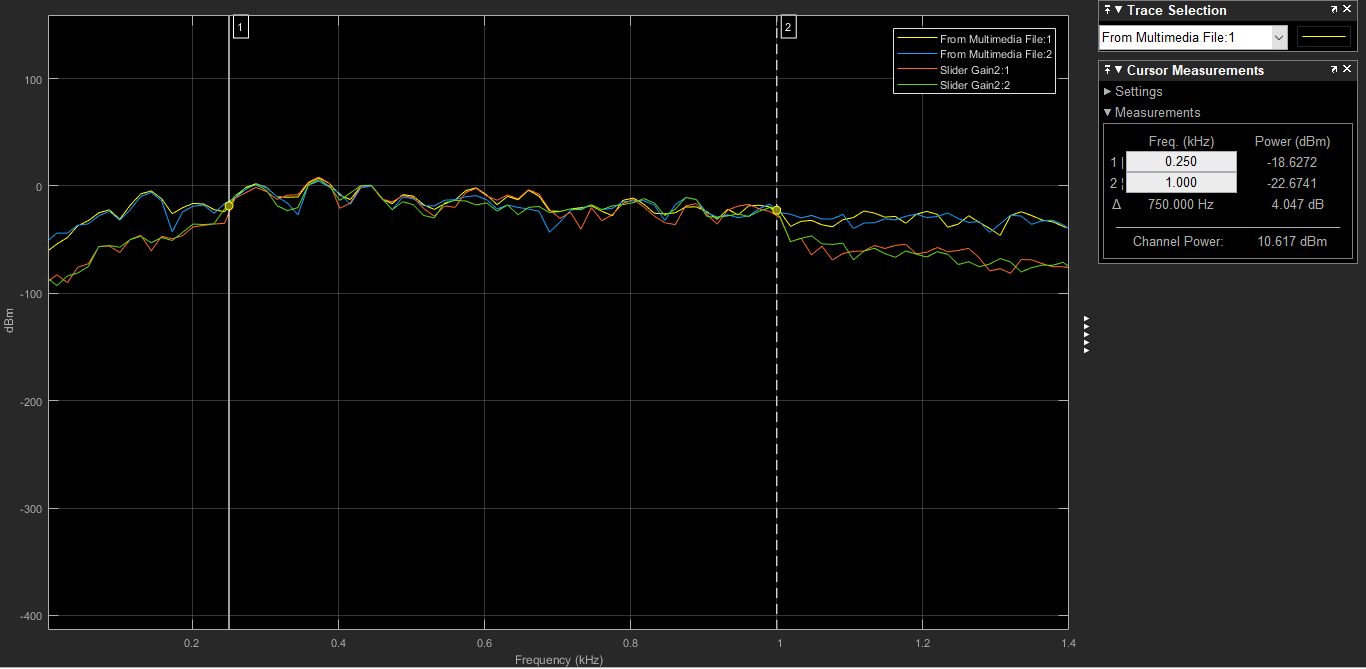 1
2
From Multimedia File:1
From Multimedia File:2
Slider Gain2:1
Slider Gain2:2
100
0
-100
-200
-300
-400
dBm
0.2 0.4 0.6 0.8 1 1.2 1.4
Frequency (kHz)
Trace Selection
From Multimedia File:1
Cursor Measurements
Settings
Measurements
Freq. (kHz) Power (dBm)
1 0.250 -18.6272
2 1.000 -22.6741
Δ 750.000 Hz 4.047 dB
Channel Power: 10.617 dBm